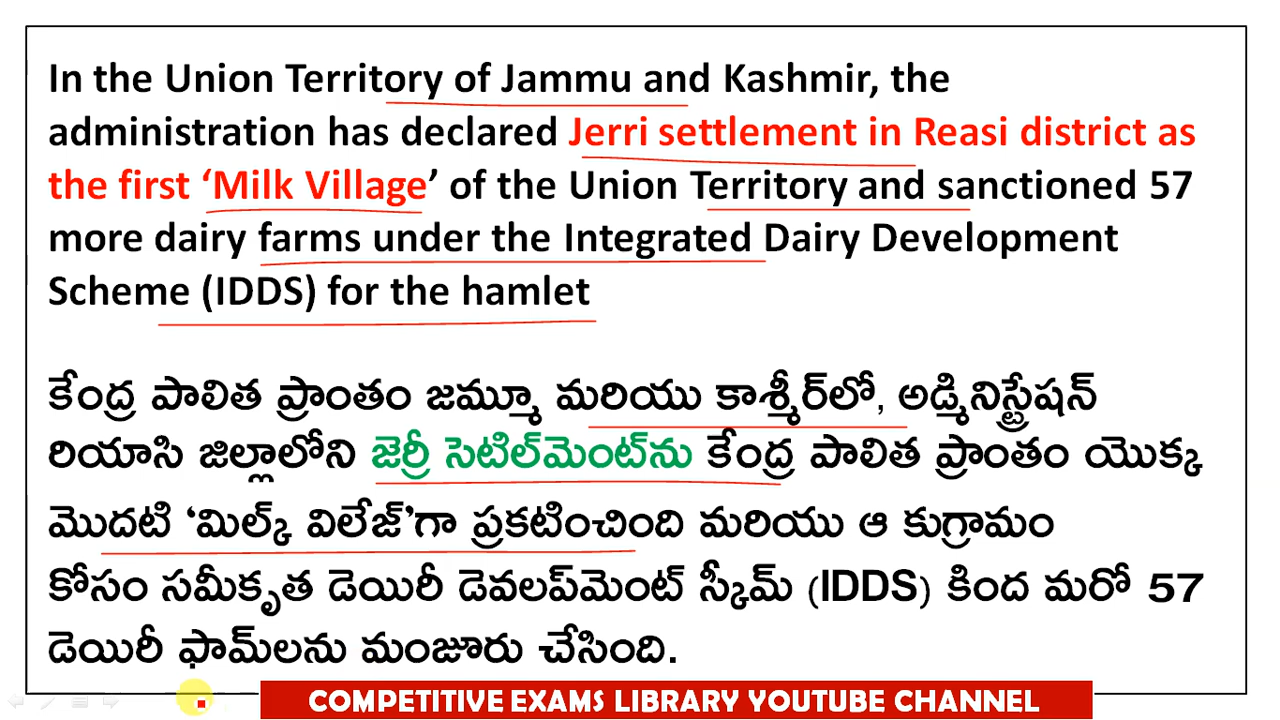 In the Union Territory of Jammu and Kashmir, the
administration has declared Jerri settlement in Reasi district as
the first ‘Milk Village’ of the Union Territory and sanctioned 57
more dairy farms under the Integrated Dairy Development
Scheme (IDDS) for the hamlet
కేంద్ర పాలిత ప్రాంతం జమ్మూ మరియు కాశ్మీర్‌లో, అడ్మినిస్ట్రేషన్
రియాసి జిల్లాలోని జెర్రీ సెటిల్‌మెంట్‌ను కేంద్ర పాలిత ప్రాంతం యొక్క
మొదటి ‘మిల్క్ విలేజ్’గా ప్రకటించింది మరియు ఆ కుగ్రామం
కోసం సమీకృత డెయిరీ డెవలప్‌మెంట్ స్కీమ్ (IDDS) కింద మరో 57
డెయిరీ ఫామ్‌లను మంజూరు చేసింది.
COMPETITIVE EXAMS LIBRARY YOUTUBE CHANNEL